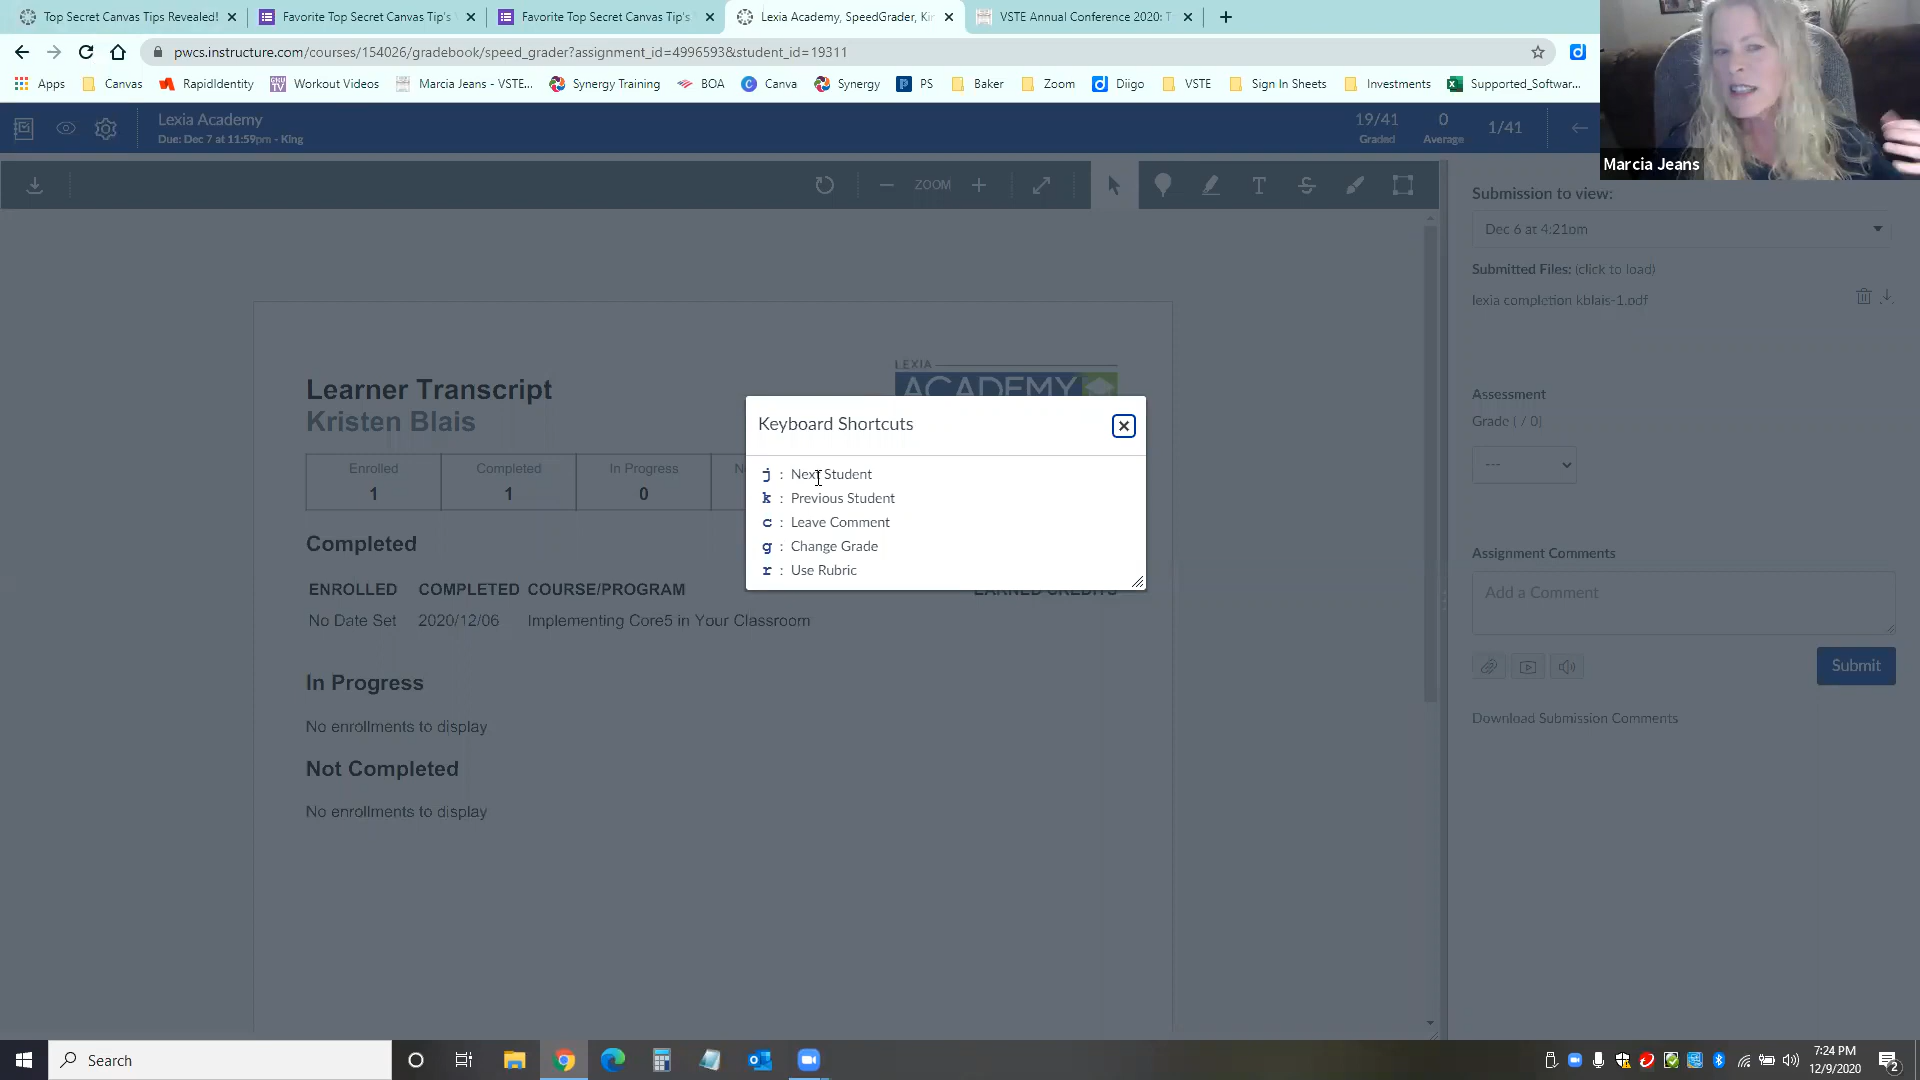 Top Secret Canvas Tips Revealed!
Favorite Top Secret Canvas Tip's
Favorite Top Secret Canvas Tip's
Lexia Academy, SpeedGrader, Kir
VSTE Annual Conference 2020: T
pwcs.instructure.com/courses/154026/gradebook/speed_grader?assignment_id=4996593&student_id=19311
Apps
Canvas
RapidIdentity
GMU TV
Workout Videos
Marcia Jeans - VSTE...
Synergy Training
BOA
Canva
Synergy
PS
Baker
Zoom
Diigo
VSTE
Sign In Sheets
Investments
Supported_Softwar...
Lexia Academy
Due: Dec 7 at 11:59pm - King
19/41
Graded
0
Average
1/41
Marcia Jeans
ZOOM
Submission to view:
Dec 6 at 4:21pm
Submitted Files: (click to load)
lexia completion kblais-1.pdf
Assessment
Grade ( / 0)
---
Assignment Comments
Add a Comment
Submit
Download Submission Comments
LEXIA
ACADEMY
Learner Transcript
Kristen Blais
Enrolled
1
Completed
1
In Progress
0
N
Completed
ENROLLED COMPLETED COURSE/PROGRAM
EARNED CREDITS
No Date Set 2020/12/06 Implementing Core5 in Your Classroom
In Progress
No enrollments to display
Not Completed
No enrollments to display
Keyboard Shortcuts
j : Next Student
k : Previous Student
c : Leave Comment
g : Change Grade
r : Use Rubric
Search
7:24 PM
12/9/2020
2